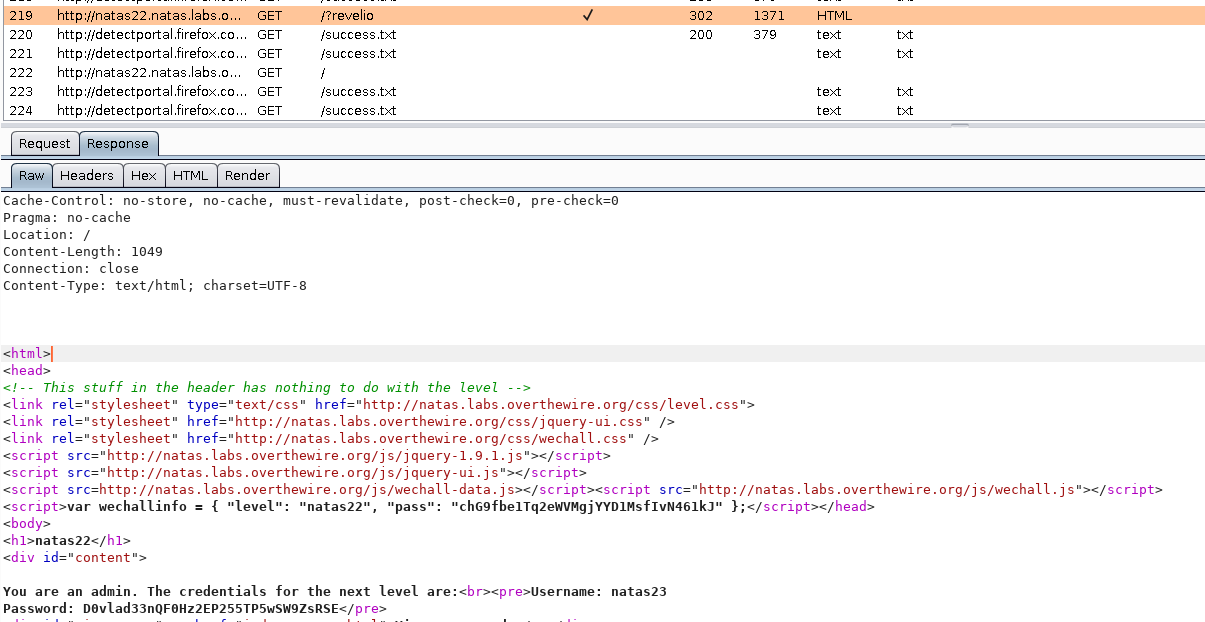 219 http://natas22.natas.labs.o... GET /?revelio ✓ 302 1371 HTML
220 http://detectportal.firefox.co... GET /success.txt 200 379 text txt
221 http://detectportal.firefox.co... GET /success.txt text txt
222 http://natas22.natas.labs.o... GET /
223 http://detectportal.firefox.co... GET /success.txt text txt
224 http://detectportal.firefox.co... GET /success.txt text txt
Request Response
Raw Headers Hex HTML Render
Cache-Control: no-store, no-cache, must-revalidate, post-check=0, pre-check=0
Pragma: no-cache
Location: /
Content-Length: 1049
Connection: close
Content-Type: text/html; charset=UTF-8
<html>
<head>
<!-- This stuff in the header has nothing to do with the level -->
<link rel="stylesheet" type="text/css" href="http://natas.labs.overthewire.org/css/level.css">
<link rel="stylesheet" href="http://natas.labs.overthewire.org/css/jquery-ui.css" />
<link rel="stylesheet" href="http://natas.labs.overthewire.org/css/wechall.css" />
<script src="http://natas.labs.overthewire.org/js/jquery-1.9.1.js"></script>
<script src="http://natas.labs.overthewire.org/js/jquery-ui.js"></script>
<script src=http://natas.labs.overthewire.org/js/wechall-data.js></script><script src="http://natas.labs.overthewire.org/js/wechall.js"></script>
<script>var wechallinfo = { "level": "natas22", "pass": "chG9fbe1Tq2eWVMgjYYD1MsfIvN461kJ" };</script></head>
<body>
<h1>natas22</h1>
<div id="content">
You are an admin. The credentials for the next level are:<br><pre>Username: natas23
Password: D0vlad33nQF0Hz2EP255TP5wSW9ZsRSE</pre>